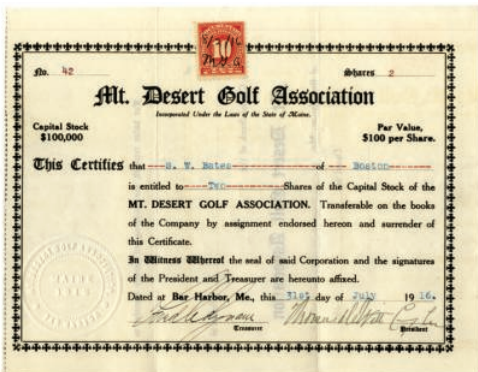 No. 42 Shares 2
Mt. Desert Golf Association
Incorporated Under the Laws of the State of Maine.
Capital Stock Par Value,
$100,000 $100 per Share.
This Certifies that S. W. Bates of Boston
is entitled to Two Shares of the Capital Stock of the
MT. DESERT GOLF ASSOCIATION. Transferable on the books
of the Company by assignment endorsed hereon and surrender of
this Certificate.
In Witness Whereof the seal of said Corporation and the signatures
of the President and Treasurer are hereunto affixed.
Dated at Bar Harbor, Me., this 31st day of July 1916.
Treasurer President